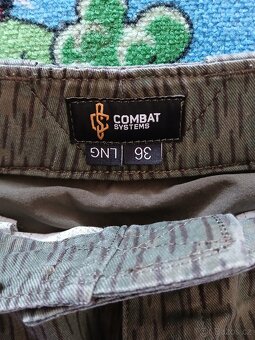 COMBAT
SYSTEMS
36
LNG